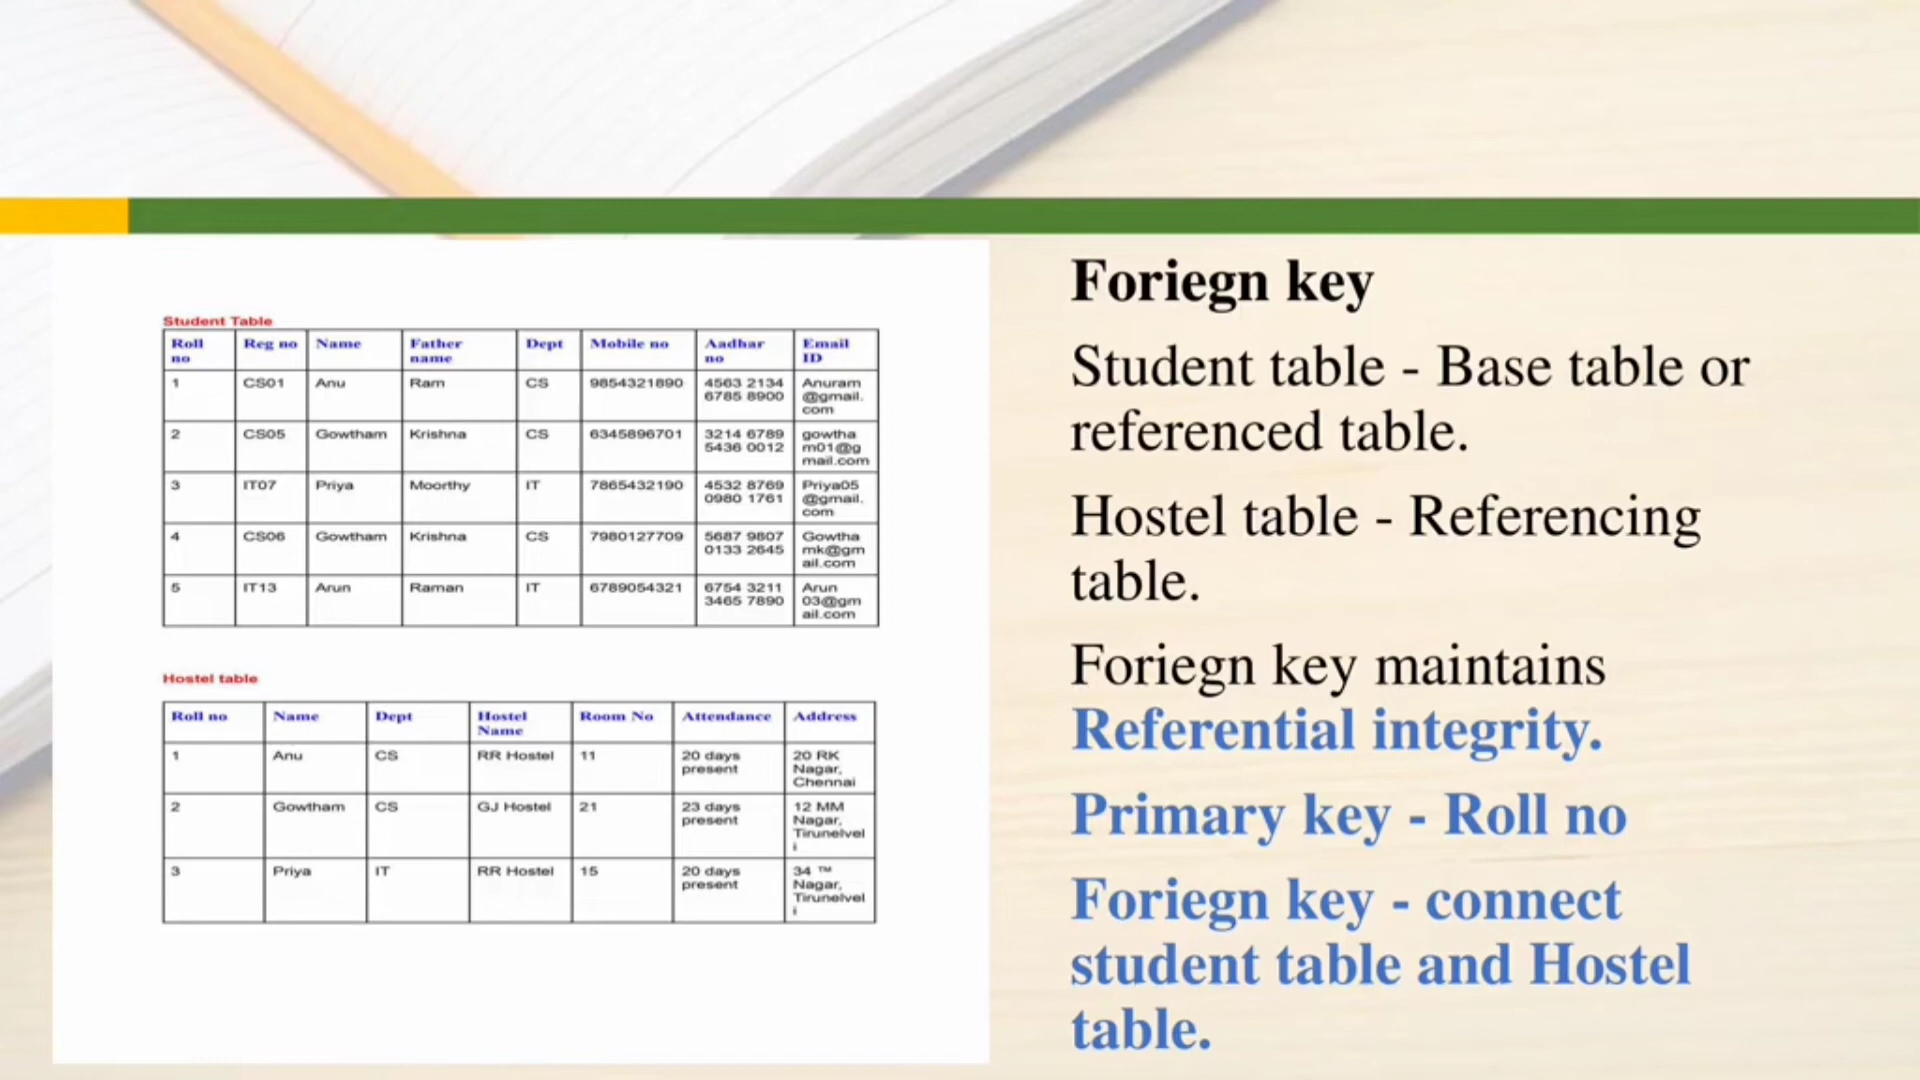 Student Table
Roll no | Reg no | Name | Father name | Dept | Mobile no | Aadhar no | Email ID
1 | CS01 | Anu | Ram | CS | 9854321890 | 4563 2134 6785 8900 | Anuram @gmail. com
2 | CS05 | Gowtham | Krishna | CS | 6345896701 | 3214 6789 5436 0012 | gowtha m01@g mail.com
3 | IT07 | Priya | Moorthy | IT | 7865432190 | 4532 8769 0980 1761 | Priya05 @gmail. com
4 | CS06 | Gowtham | Krishna | CS | 7980127709 | 5687 9807 0133 2645 | Gowtha mk@gm ail.com
5 | IT13 | Arun | Raman | IT | 6789054321 | 6754 3211 3465 7890 | Arun 03@gm ail.com
Hostel table
Roll no | Name | Dept | Hostel Name | Room No | Attendance | Address
1 | Anu | CS | RR Hostel | 11 | 20 days present | 20 RK Nagar, Chennai
2 | Gowtham | CS | GJ Hostel | 21 | 23 days present | 12 MM Nagar, Tirunelvel i
3 | Priya | IT | RR Hostel | 15 | 20 days present | 34 ™ Nagar, Tirunelvel i
Foriegn key
Student table - Base table or
referenced table.
Hostel table - Referencing
table.
Foriegn key maintains
Referential integrity.
Primary key - Roll no
Foriegn key - connect
student table and Hostel
table.